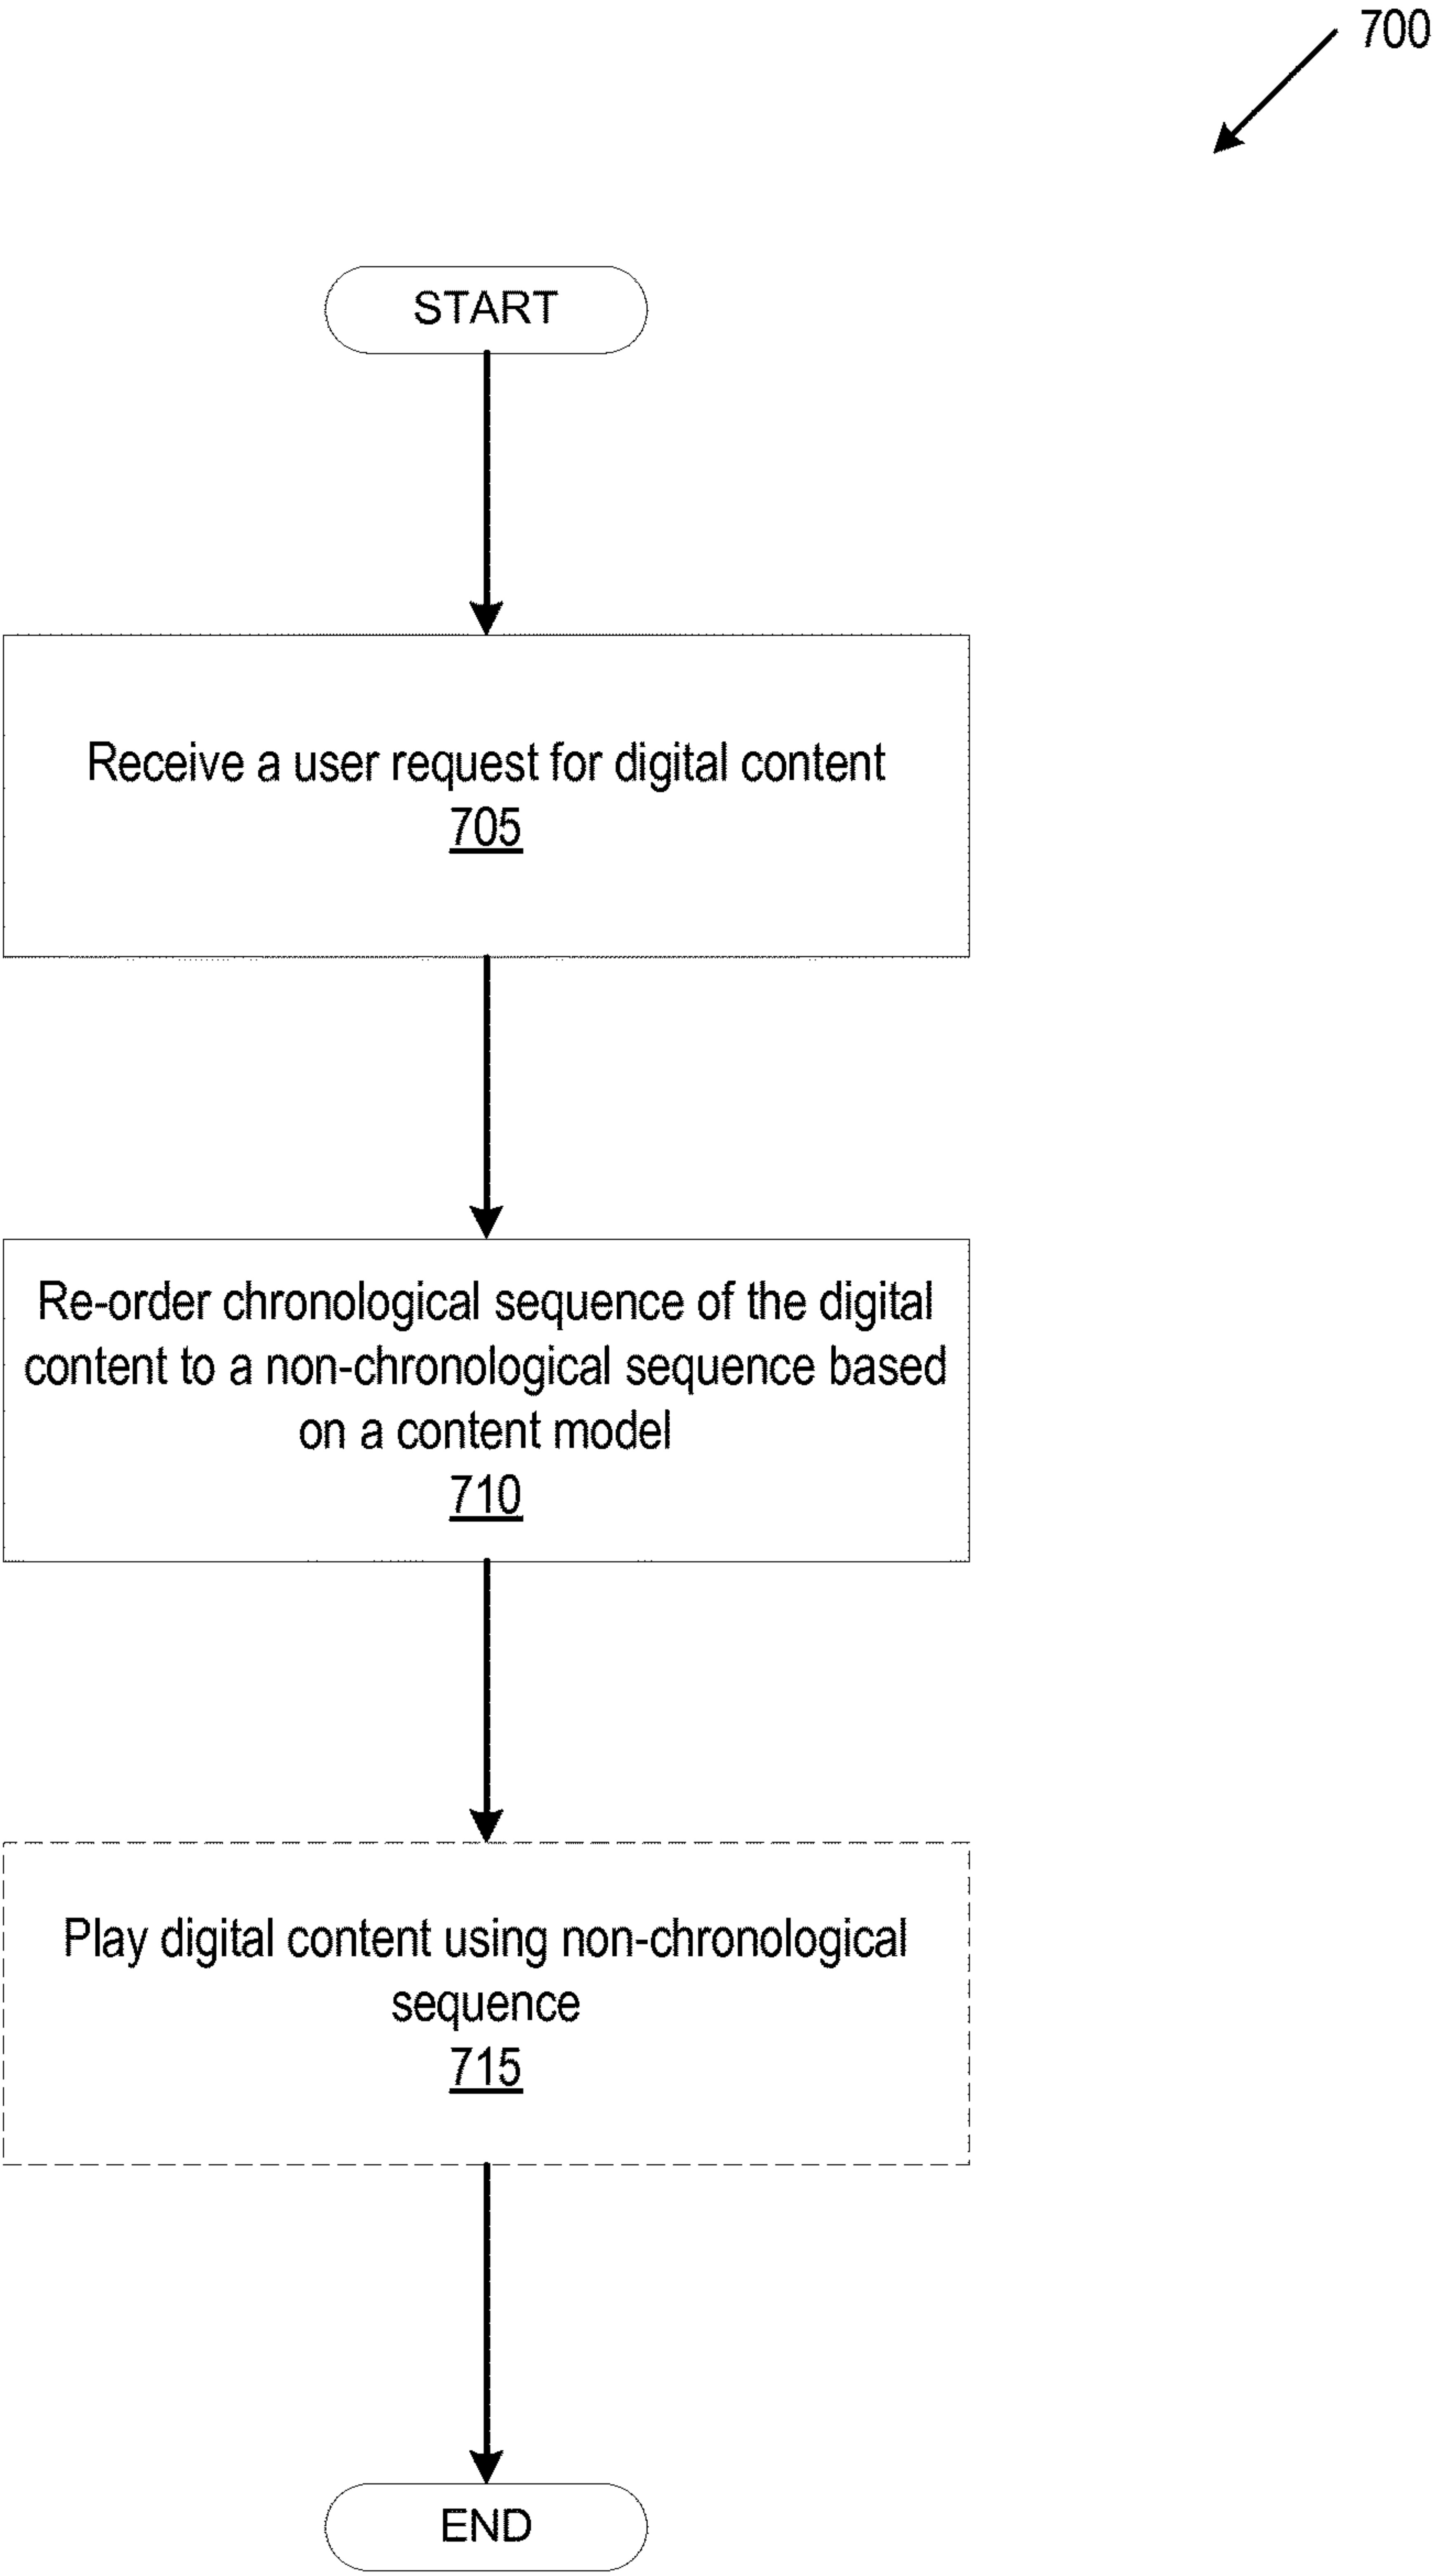 700
START
Receive a user request for digital content
705
Re-order chronological sequence of the digital
content to a non-chronological sequence based
on a content model
710
Play digital content using non-chronological
sequence
715
END